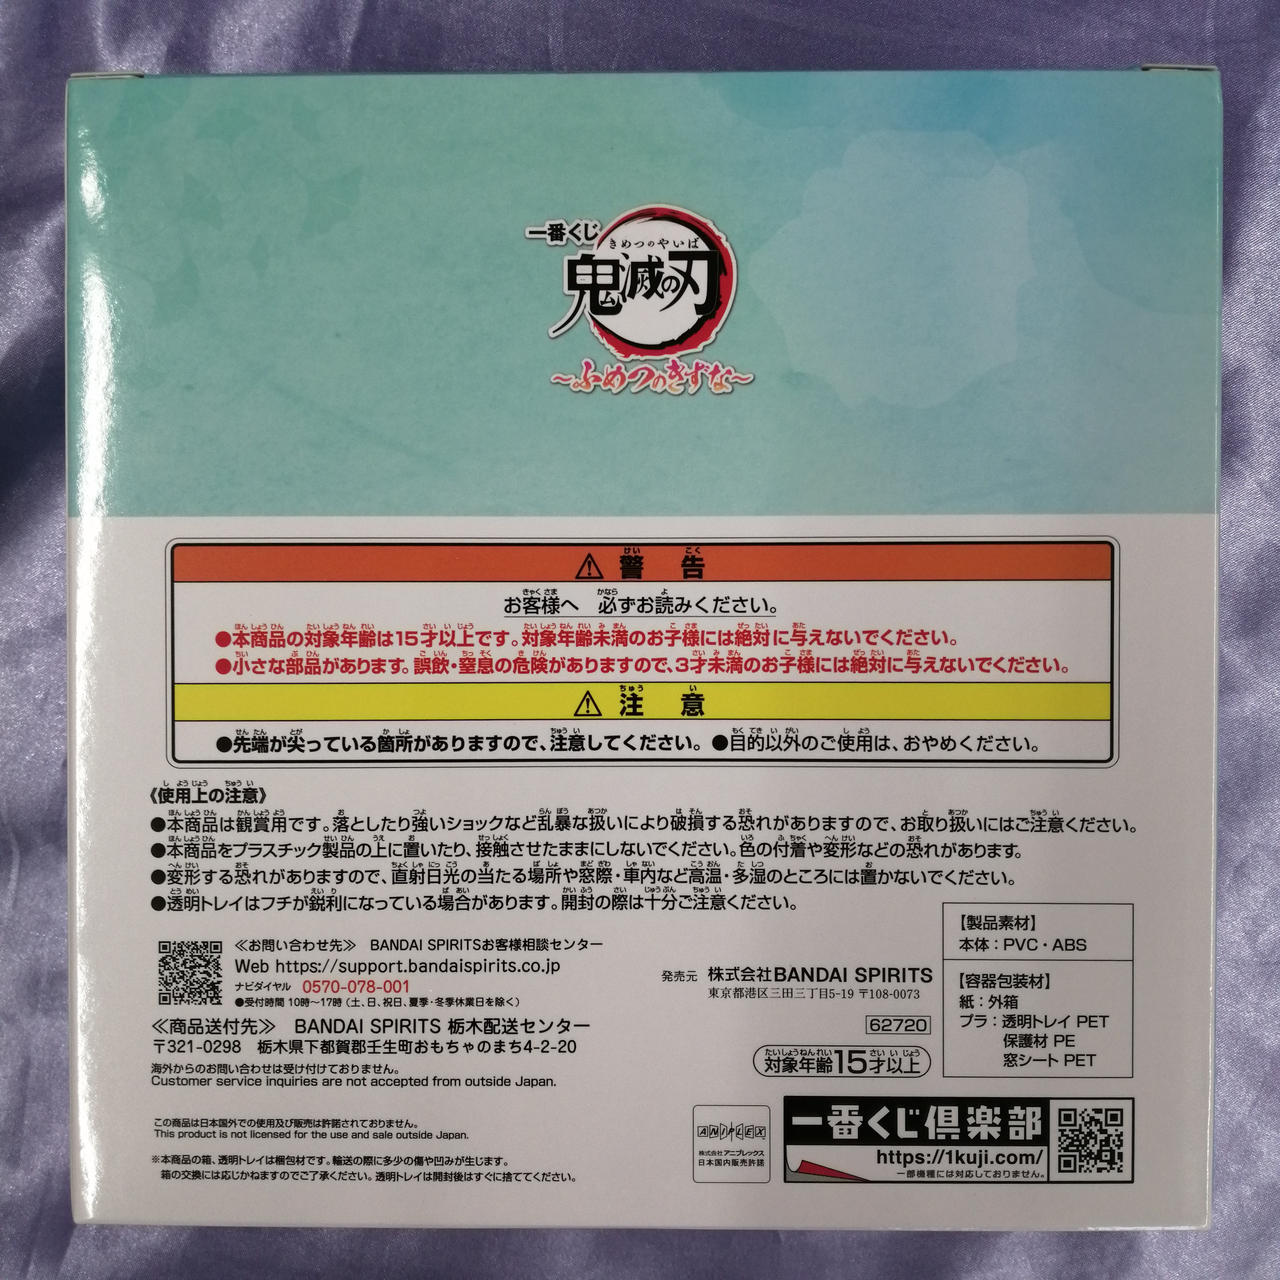 一番くじ
きめつのやいば
鬼滅の刃
～ふめつのきずな～
⚠ 警告
お客様へ 必ずお読みください。
●本商品の対象年齢は15才以上です。対象年齢未満のお子様には絶対に与えないでください。
●小さな部品があります。誤飲・窒息の危険がありますので、3才未満のお子様には絶対に与えないでください。
⚠ 注意
●先端が尖っている箇所がありますので、注意してください。●目的以外のご使用は、おやめください。
《使用上の注意》
●本商品は観賞用です。落としたり強いショックなど乱暴な扱いにより破損する恐れがありますので、お取り扱いにはご注意ください。
●本商品をプラスチック製品の上に置いたり、接触させたままにしないでください。色の付着や変形などの恐れがあります。
●変形する恐れがありますので、直射日光の当たる場所や窓際・車内など高温・多湿のところには置かないでください。
●透明トレイはフチが鋭利になっている場合があります。開封の際は十分ご注意ください。
≪お問い合わせ先≫ BANDAI SPIRITSお客様相談センター
Web https://support.bandaispirits.co.jp
ナビダイヤル 0570-078-001
●受付時間 10時～17時(土、日、祝日、夏季・冬季休業日を除く)
≪商品送付先≫ BANDAI SPIRITS 栃木配送センター
〒321-0298 栃木県下都賀郡壬生町おもちゃのまち4-2-20
海外からのお問い合わせは受け付けておりません。
Customer service inquiries are not accepted from outside Japan.
この商品は日本国外での使用及び販売は許諾されておりません。
This product is not licensed for the use and sale outside Japan.
※本商品の箱、透明トレイは梱包材です。輸送の際に多少の傷や凹みが生じます。
箱の交換には応じかねますのでご了承ください。透明トレイは開封後はすぐに捨ててください。
発売元 株式会社BANDAI SPIRITS
東京都港区三田三丁目5-19 〒108-0073
62720
対象年齢15才以上
【製品素材】
本体：PVC・ABS
【容器包装材】
紙：外箱
プラ：透明トレイ PET
保護材 PE
窓シート PET
ANIPLEX
株式会社アニプレックス
日本国内販売許諾
一番くじ倶楽部
https://1kuji.com/
一部機種には対応しておりません。